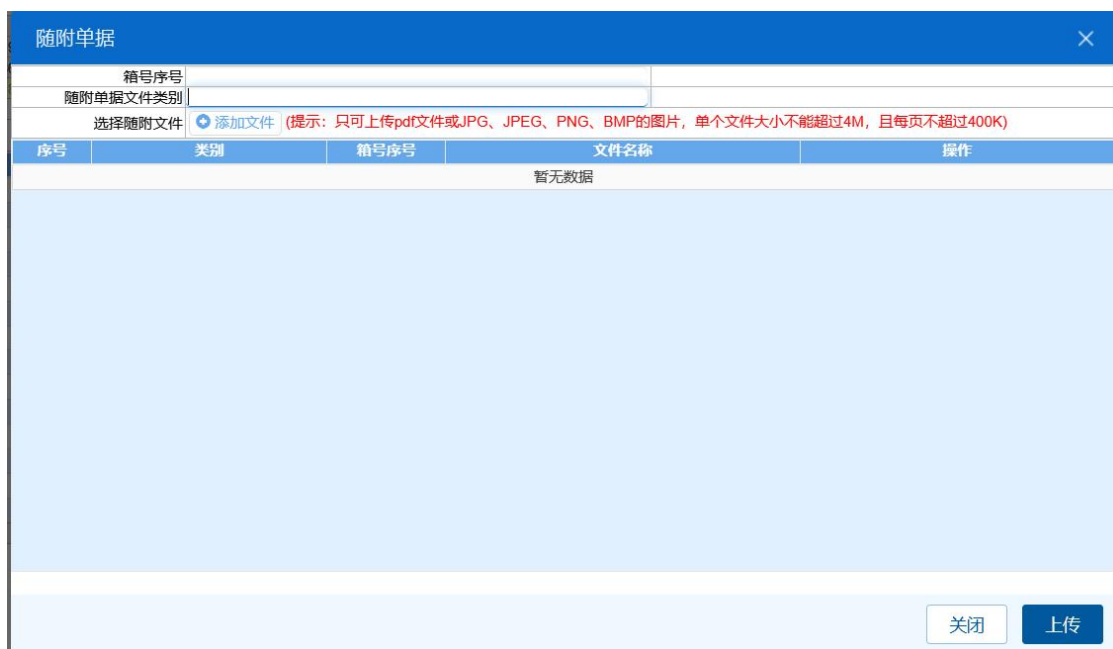 随附单据
箱号序号
随附单据文件类别
选择随附文件 添加文件 (提示：只可上传pdf文件或JPG、JPEG、PNG、BMP的图片，单个文件大小不能超过4M，且每页不超过400K)
序号 类别 箱号序号 文件名称 操作
暂无数据
关闭 上传